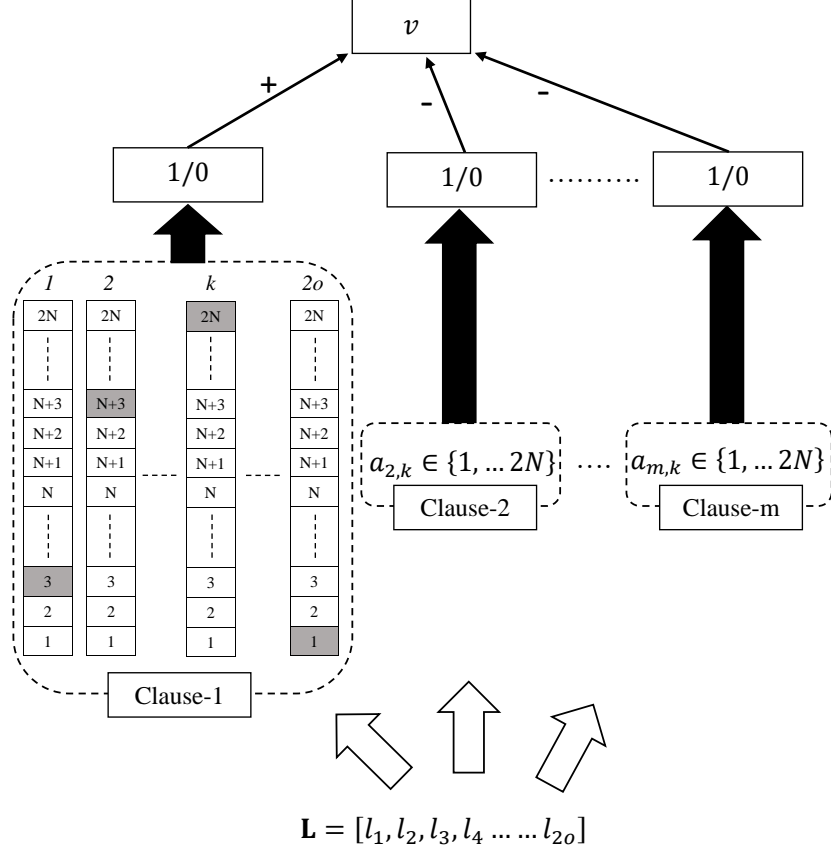 v
+ - -
1/0 1/0 .......... 1/0
1 2 k 2o
2N 2N 2N 2N
N+3 N+3 N+3 N+3
N+2 N+2 N+2 N+2
N+1 N+1 N+1 N+1
N N N N
3 3 3 3
2 2 2 2
1 1 1 1
Clause-1
a_{2,k} ∈ {1, … 2N} .... a_{m,k} ∈ {1, … 2N}
Clause-2 Clause-m
L = [l_1, l_2, l_3, l_4 … … l_{2o}]